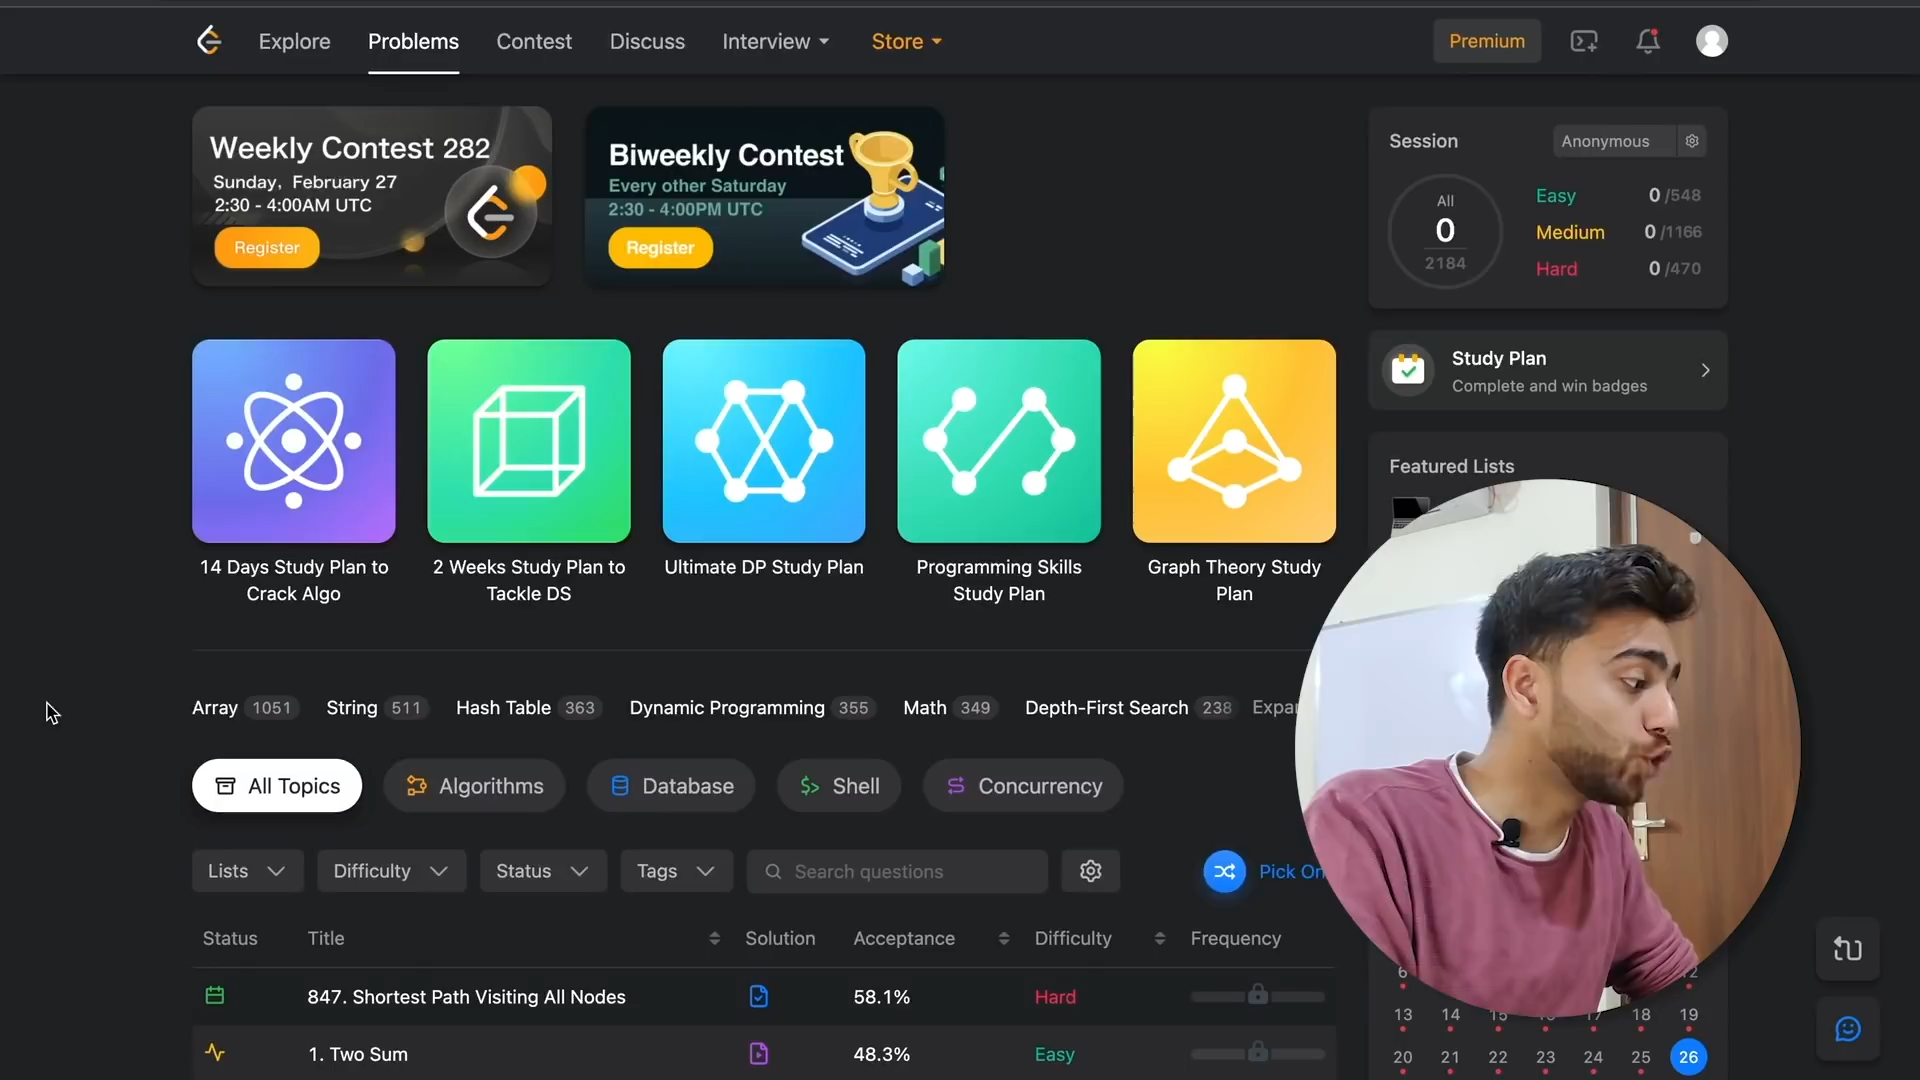 Explore
Problems
Contest
Discuss
Interview
Store
Premium
Weekly Contest 282
Sunday, February 27
2:30 - 4:00AM UTC
Register
Biweekly Contest
Every other Saturday
2:30 - 4:00PM UTC
Register
Session
Anonymous
All
0
2184
Easy 0 /548
Medium 0 /1166
Hard 0 /470
Study Plan
Complete and win badges
Featured Lists
14 Days Study Plan to
Crack Algo
2 Weeks Study Plan to
Tackle DS
Ultimate DP Study Plan
Programming Skills
Study Plan
Graph Theory Study
Plan
Array 1051 String 511 Hash Table 363 Dynamic Programming 355 Math 349 Depth-First Search 238
All Topics
Algorithms
Database
Shell
Concurrency
Lists
Difficulty
Status
Tags
Search questions
Pick
Status Title Solution Acceptance Difficulty Frequency
847. Shortest Path Visiting All Nodes 58.1% Hard
1. Two Sum 48.3% Easy
6 12
13 14 15 17 18 19
20 21 22 23 24 25 26